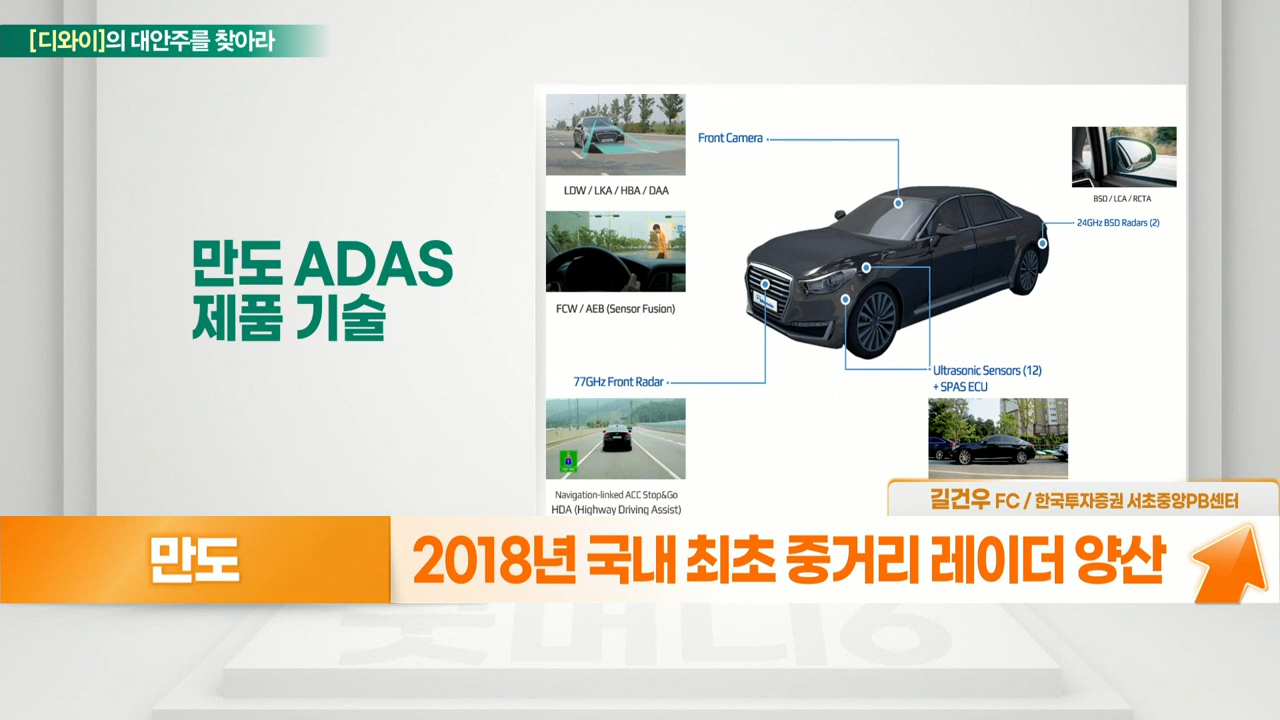 [디와이]의 대안주를 찾아라
만도 ADAS
제품 기술
Front Camera
LDW / LKA / HBA / DAA
BSD / LCA / RCTA
24GHz BSD Radars (2)
FCW / AEB (Sensor Fusion)
77GHz Front Radar
Ultrasonic Sensors (12)
+ SPAS ECU
Navigation-linked ACC Stop&Go
HDA (Highway Driving Assist)
길건우 FC / 한국투자증권 서초중앙PB센터
만도
2018년 국내 최초 중거리 레이더 양산
굿머니6